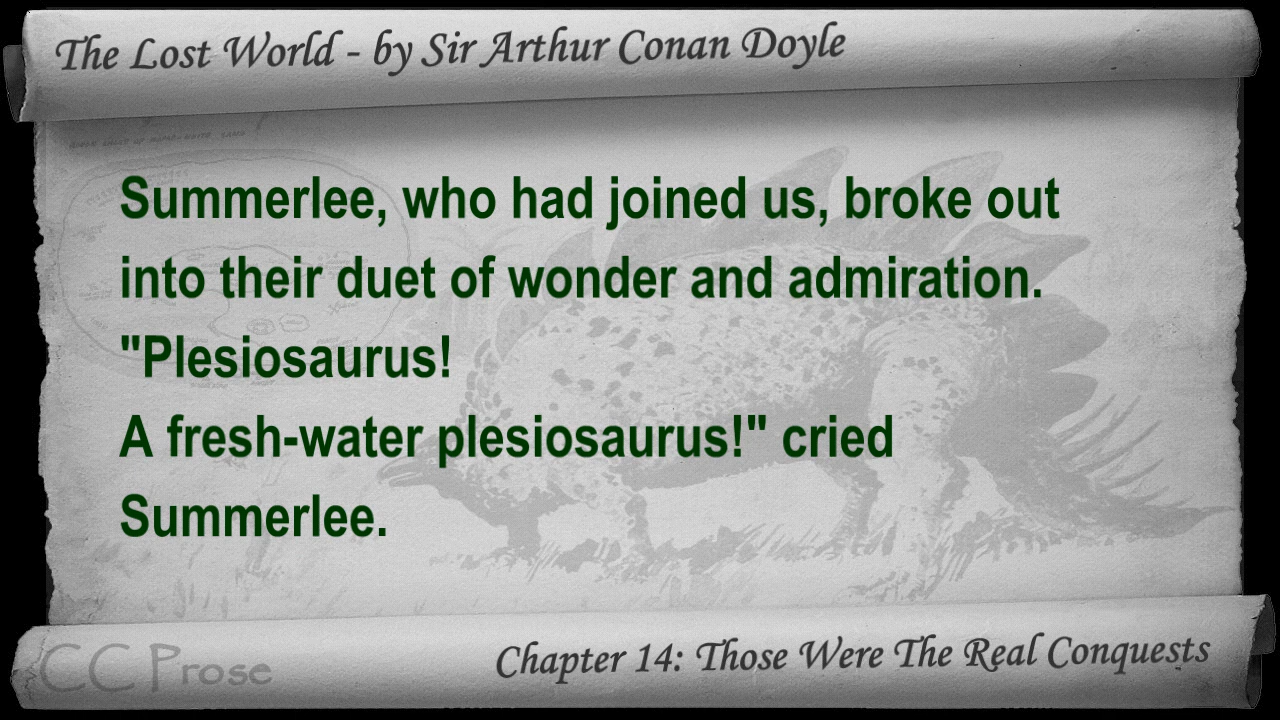 The Lost World - by Sir Arthur Conan Doyle
Summerlee, who had joined us, broke out
into their duet of wonder and admiration.
"Plesiosaurus!
A fresh-water plesiosaurus!" cried
Summerlee.
CC Prose
Chapter 14: Those Were The Real Conquests